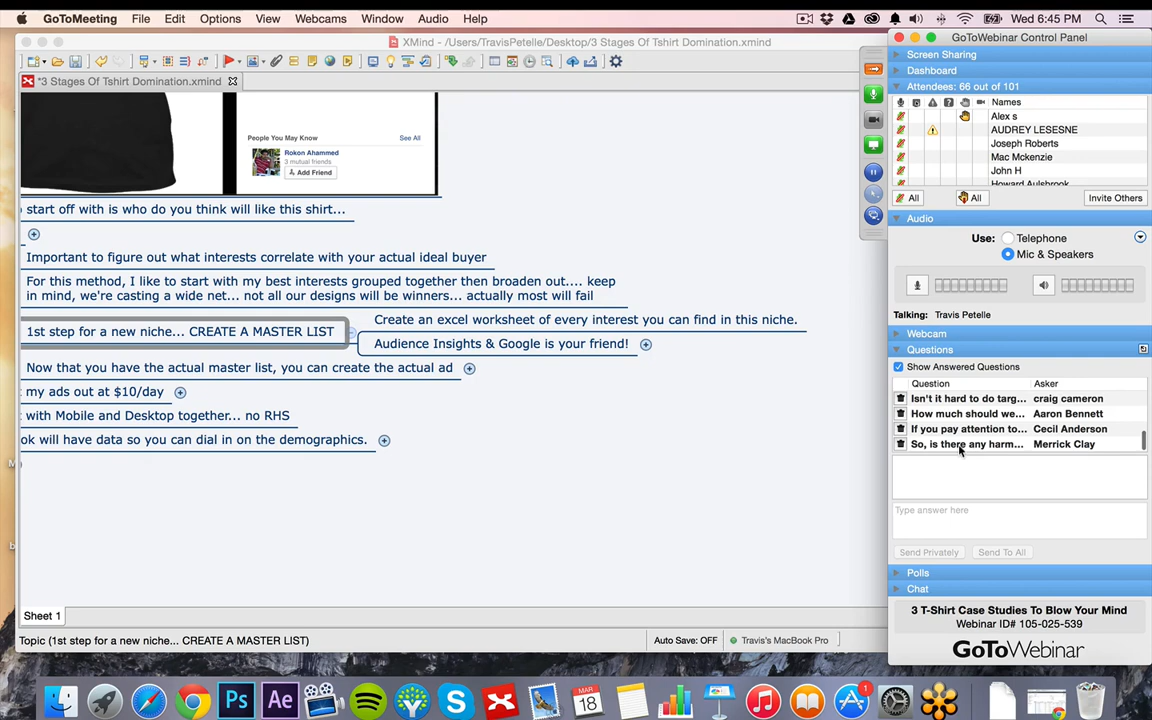 GoToMeeting File Edit Options View Webcams Window Audio Help
Wed 6:45 PM
XMind - /Users/TravisPetelle/Desktop/3 Stages Of Tshirt Domination.xmind
*3 Stages Of Tshirt Domination.xmind
People You May Know See All
Rokon Ahammed
3 mutual friends
Add Friend
start off with is who do you think will like this shirt...
Important to figure out what interests correlate with your actual ideal buyer
For this method, I like to start with my best interests grouped together then broaden out.... keep
in mind, we're casting a wide net... not all our designs will be winners... actually most will fail
1st step for a new niche... CREATE A MASTER LIST
Create an excel worksheet of every interest you can find in this niche.
Audience Insights & Google is your friend!
Now that you have the actual master list, you can create the actual ad
my ads out at $10/day
with Mobile and Desktop together... no RHS
ok will have data so you can dial in on the demographics.
Sheet 1
Topic (1st step for a new niche... CREATE A MASTER LIST)
Auto Save: OFF
Travis's MacBook Pro
GoToWebinar Control Panel
Screen Sharing
Dashboard
Attendees: 66 out of 101
Names
Alex s
AUDREY LESESNE
Joseph Roberts
Mac Mckenzie
John H
Howard Aulsbrook
All All Invite Others
Audio
Use: Telephone
Mic & Speakers
Talking: Travis Petelle
Webcam
Questions
Show Answered Questions
Question Asker
Isn't it hard to do targ... craig cameron
How much should we... Aaron Bennett
If you pay attention to... Cecil Anderson
So, is there any harm... Merrick Clay
Type answer here
Send Privately Send To All
Polls
Chat
3 T-Shirt Case Studies To Blow Your Mind
Webinar ID# 105-025-539
GoToWebinar
Ps Ae
MAR
18
1